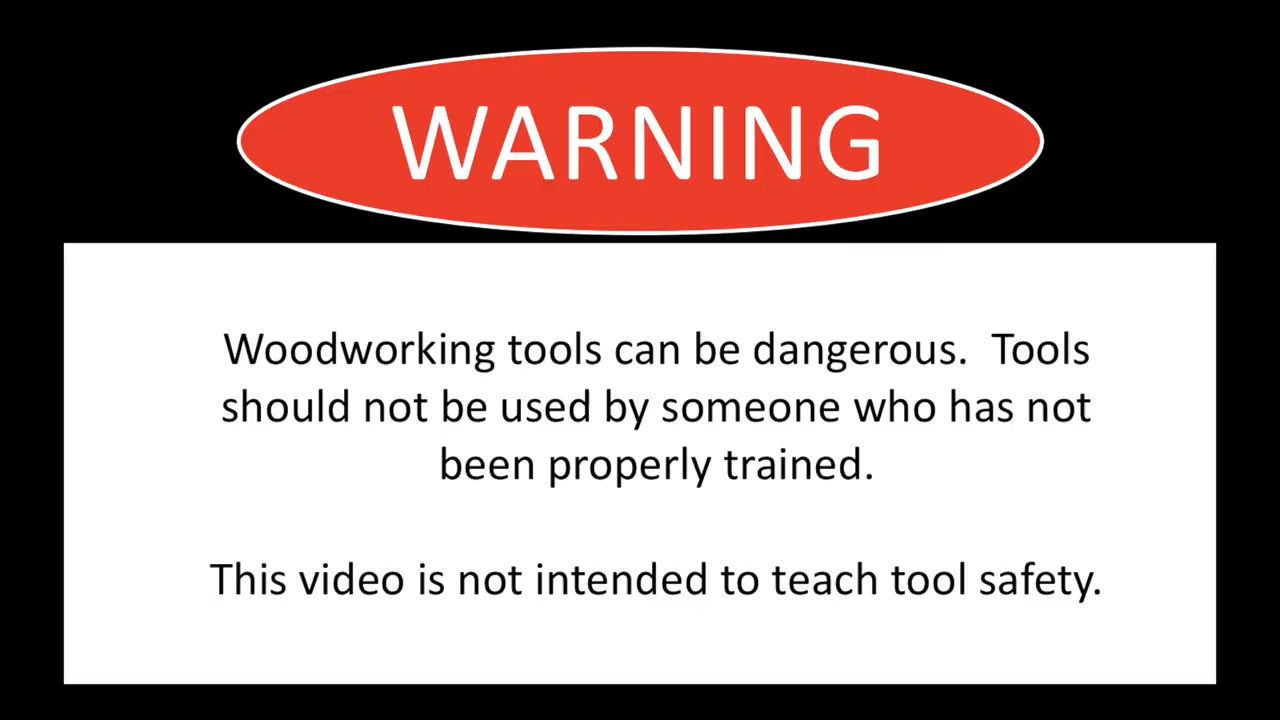 WARNING
Woodworking tools can be dangerous.  Tools
should not be used by someone who has not
been properly trained.
This video is not intended to teach tool safety.